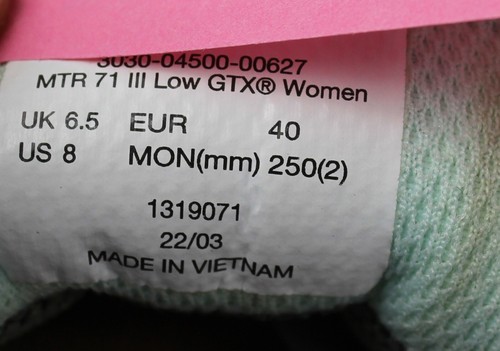 3030-04500-00627
MTR 71 III Low GTX® Women
UK 6.5 EUR 40
US 8 MON(mm) 250(2)
1319071
22/03
MADE IN VIETNAM